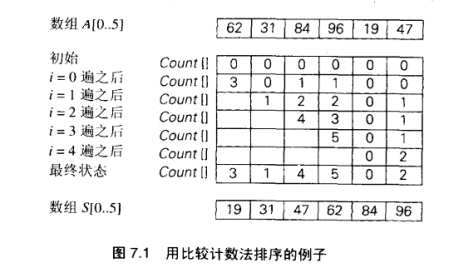 数组 A[0..5] 62 31 84 96 19 47
初始 Count [] 0 0 0 0 0 0
i = 0 遍之后 Count [] 3 0 1 1 0 0
i = 1 遍之后 Count [] 1 2 2 0 1
i = 2 遍之后 Count [] 4 3 0 1
i = 3 遍之后 Count [] 5 0 1
i = 4 遍之后 Count [] 0 2
最终状态 Count [] 3 1 4 5 0 2
数组 S[0..5] 19 31 47 62 84 96
图 7.1 用比较计数法排序的例子